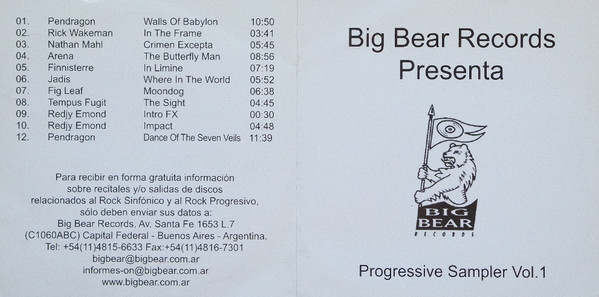 01. Pendragon Walls Of Babylon 10:50
02. Rick Wakeman In The Frame 03:41
03. Nathan Mahl Crimen Excepta 05:45
04. Arena The Butterfly Man 08:56
05. Finnisterre In Limine 07:19
06. Jadis Where In The World 05:52
07. Fig Leaf Moondog 06:38
08. Tempus Fugit The Sight 04:45
09. Redjy Emond Intro FX 00:30
10. Redjy Emond Impact 04:48
12. Pendragon Dance Of The Seven Veils 11:39
Para recibir en forma gratuita información
sobre recitales y/o salidas de discos
relacionados al Rock Sinfónico y al Rock Progresivo,
sólo deben enviar sus datos a:
Big Bear Records, Av. Santa Fe 1653 L.7
(C1060ABC) Capital Federal - Buenos Aires - Argentina.
Tel: +54(11)4815-6633 Fax:+54(11)4816-7301
bigbear@bigbear.com.ar
informes-on@bigbear.com.ar
www.bigbear.com.ar
Big Bear Records
Presenta
BIG
BEAR
RECORDS
Progressive Sampler Vol.1